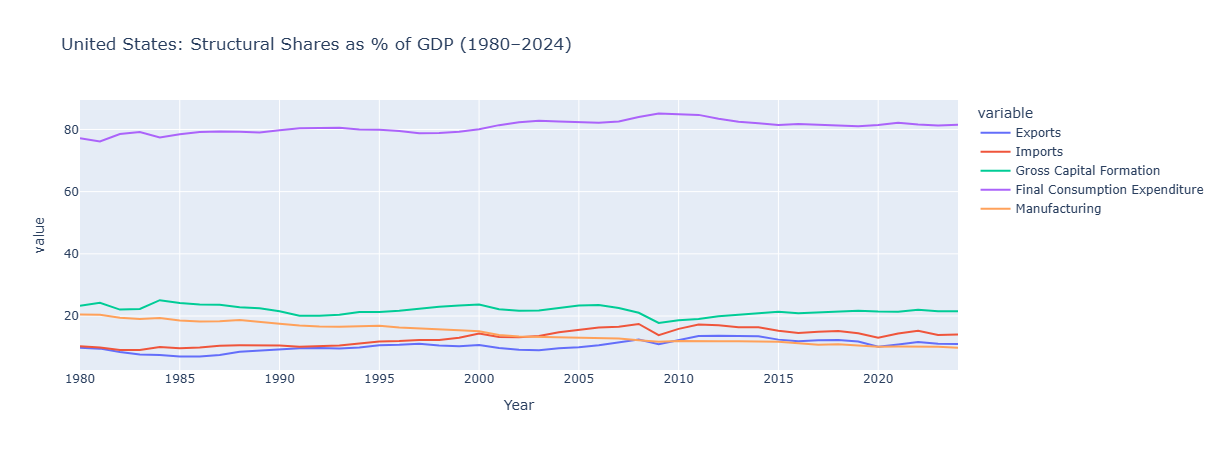 United States: Structural Shares as % of GDP (1980–2024)
variable
Exports
Imports
Gross Capital Formation
Final Consumption Expenditure
Manufacturing
80
60
40
20
value
1980
1985
1990
1995
2000
2005
2010
2015
2020
Year